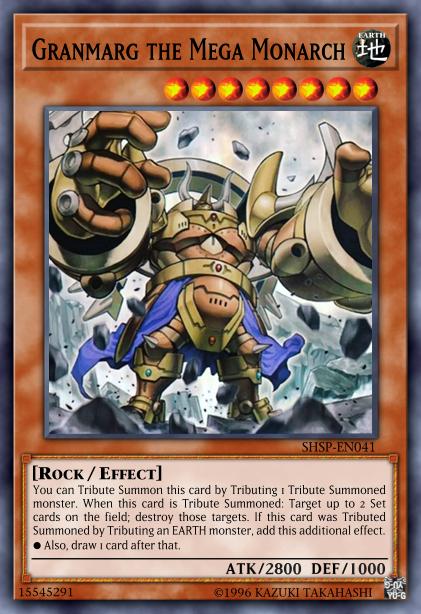 GRANMARG THE MEGA MONARCH
EARTH
地
SHSP-EN041
[ROCK / EFFECT]
You can Tribute Summon this card by Tributing 1 Tribute Summoned
monster. When this card is Tribute Summoned: Target up to 2 Set
cards on the field; destroy those targets. If this card was Tributed
Summoned by Tributing an EARTH monster, add this additional effect.
● Also, draw 1 card after that.
ATK/2800 DEF/1000
15545291
©1996 KAZUKI TAKAHASHI